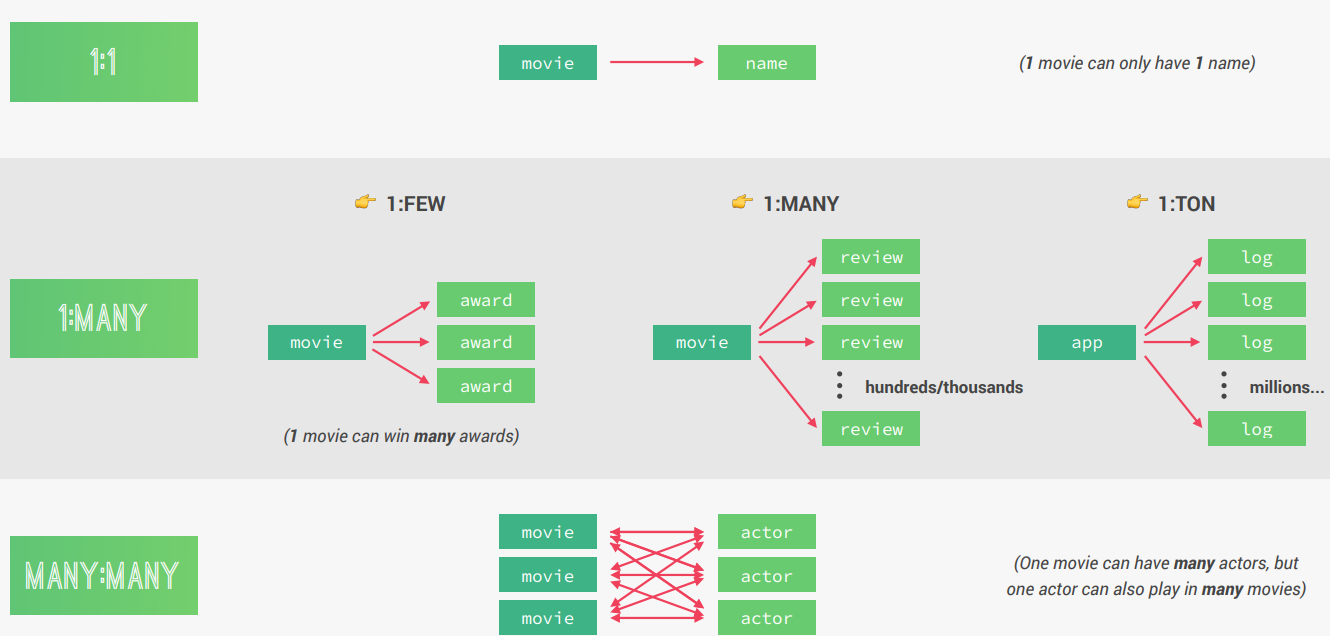 1:1
movie
name
(1 movie can only have 1 name)
👉 1:FEW
👉 1:MANY
👉 1:TON
1:MANY
movie
award
award
award
(1 movie can win many awards)
movie
review
review
review
hundreds/thousands
review
app
log
log
log
millions...
log
MANY:MANY
movie
actor
movie
actor
movie
actor
(One movie can have many actors, but
one actor can also play in many movies)